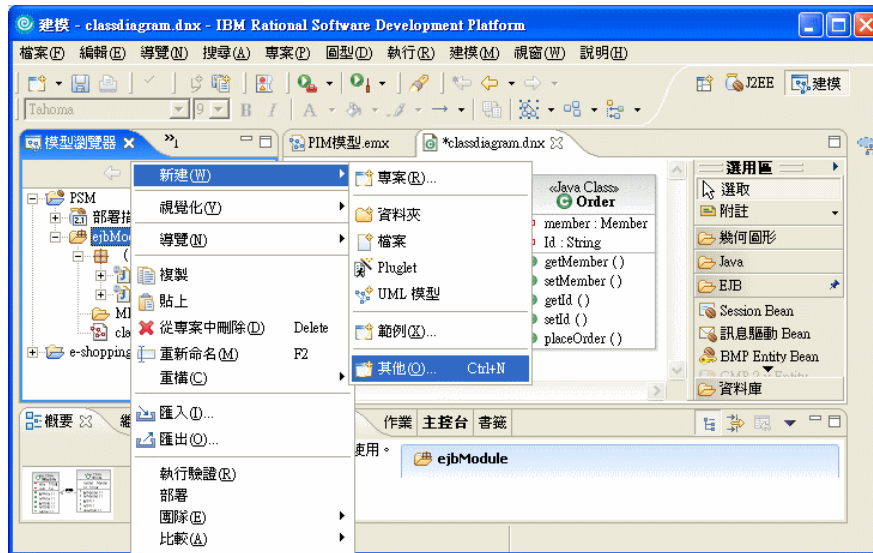 建模 - classdiagram.dnx - IBM Rational Software Development Platform
檔案(F) 編輯(E) 導覽(N) 搜尋(A) 專案(P) 圖型(D) 執行(R) 建模(M) 視窗(W) 說明(H)
J2EE 建模
Tahoma 9 B I A
模型瀏覽器 »1 PIM模型.emx *classdiagram.dnx
PSM
部署描
ejbMod
(
MI
cla
e-shopping
新建(W)
視覺化(Y)
導覽(N)
複製
貼上
從專案中刪除(D) Delete
重新命名(M) F2
重構(C)
匯入(I)...
匯出(O)...
執行驗證(R)
部署
團隊(E)
比較(A)
專案(R)...
資料夾
檔案
Pluglet
UML 模型
範例(X)...
其他(O)... Ctrl+N
«Java Class»
Order
member : Member
Id : String
getMember ()
setMember ()
getId ()
setId ()
placeOrder ()
選用區
選取
附註
幾何圖形
Java
EJB
Session Bean
訊息驅動 Bean
BMP Entity Bean
資料庫
概要 繼 作業 主控台 書籤
使用。
ejbModule